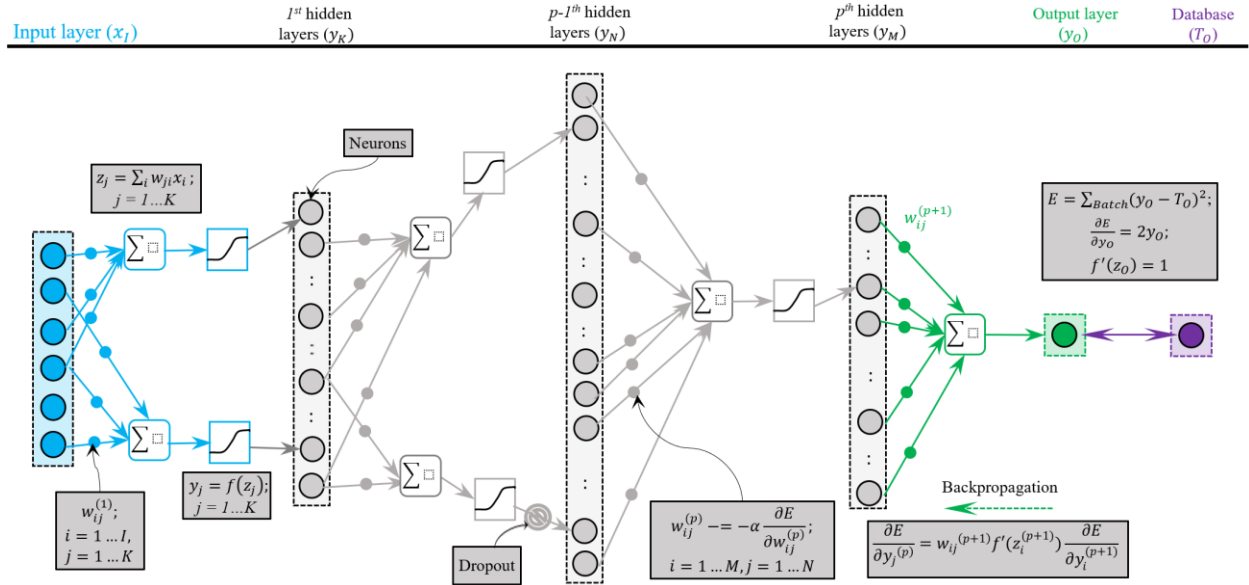 Input layer (x_I)
1st hidden
layers (y_K)
p-1th hidden
layers (y_N)
pth hidden
layers (y_M)
Output layer
(y_O)
Database
(T_O)
Neurons
z_j = ∑_i w_ji x_i;
j = 1…K
∑
∑
∑
∑
∑
∑
:
:
:
:
:
:
:
:
:
:
w_ij^(p+1)
E = ∑_Batch(y_O − T_O)^2;
∂E/∂y_O = 2y_O;
f′(z_O) = 1
w_ij^(1);
i = 1 … I,
j = 1 … K
y_j = f(z_j);
j = 1…K
Dropout
w_ij^(p) −= −α ∂E/∂w_ij^(p);
i = 1 … M, j = 1 … N
Backpropagation
∂E/∂y_j^(p) = w_ij^(p+1) f′(z_i^(p+1)) ∂E/∂y_i^(p+1)